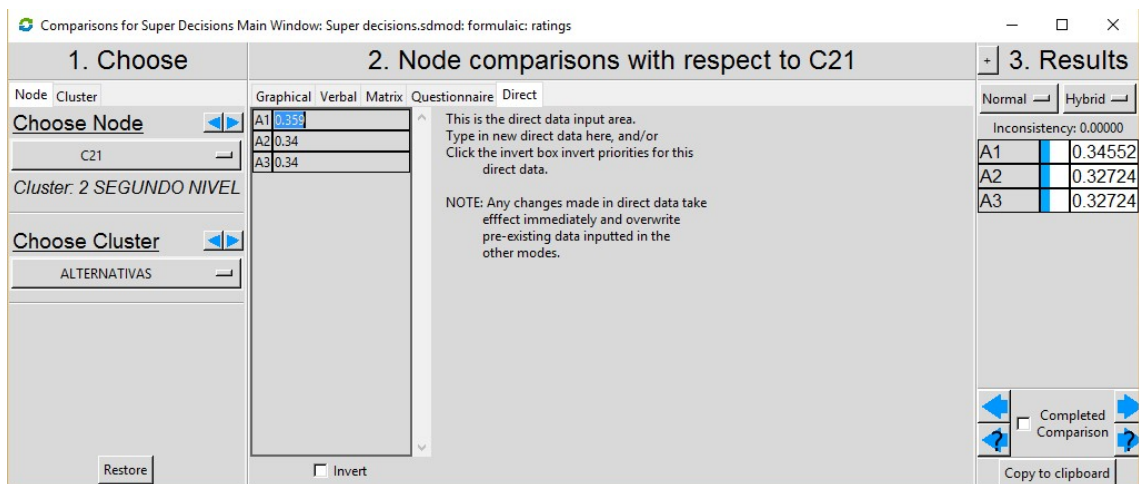 Comparisons for Super Decisions Main Window: Super decisions.sdmod: formulaic: ratings
1. Choose
Node Cluster
Choose Node
C21
Cluster: 2 SEGUNDO NIVEL
Choose Cluster
ALTERNATIVAS
Restore
2. Node comparisons with respect to C21
Graphical Verbal Matrix Questionnaire Direct
A1 0.359
A2 0.34
A3 0.34
This is the direct data input area.
Type in new direct data here, and/or
Click the invert box invert priorities for this
direct data.
NOTE: Any changes made in direct data take
efffect immediately and overwrite
pre-existing data inputted in the
other modes.
Invert
+ 3. Results
Normal Hybrid
Inconsistency: 0.00000
A1 0.34552
A2 0.32724
A3 0.32724
Completed
Comparison
? ?
Copy to clipboard